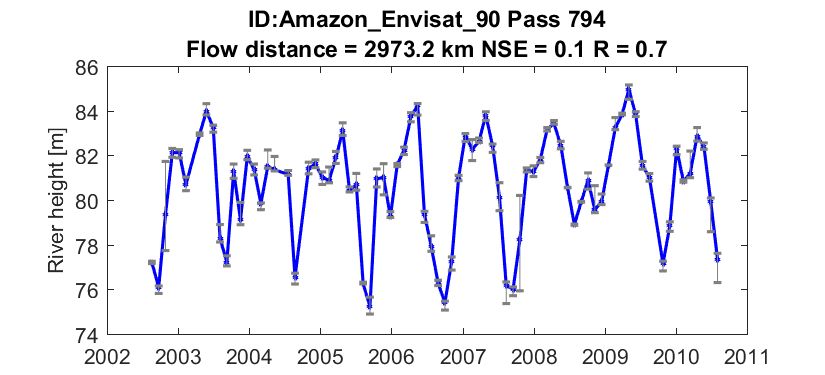 ID:Amazon_Envisat_90 Pass 794
Flow distance = 2973.2 km NSE = 0.1 R = 0.7
River height [m]
86
84
82
80
78
76
74
2002 2003 2004 2005 2006 2007 2008 2009 2010 2011